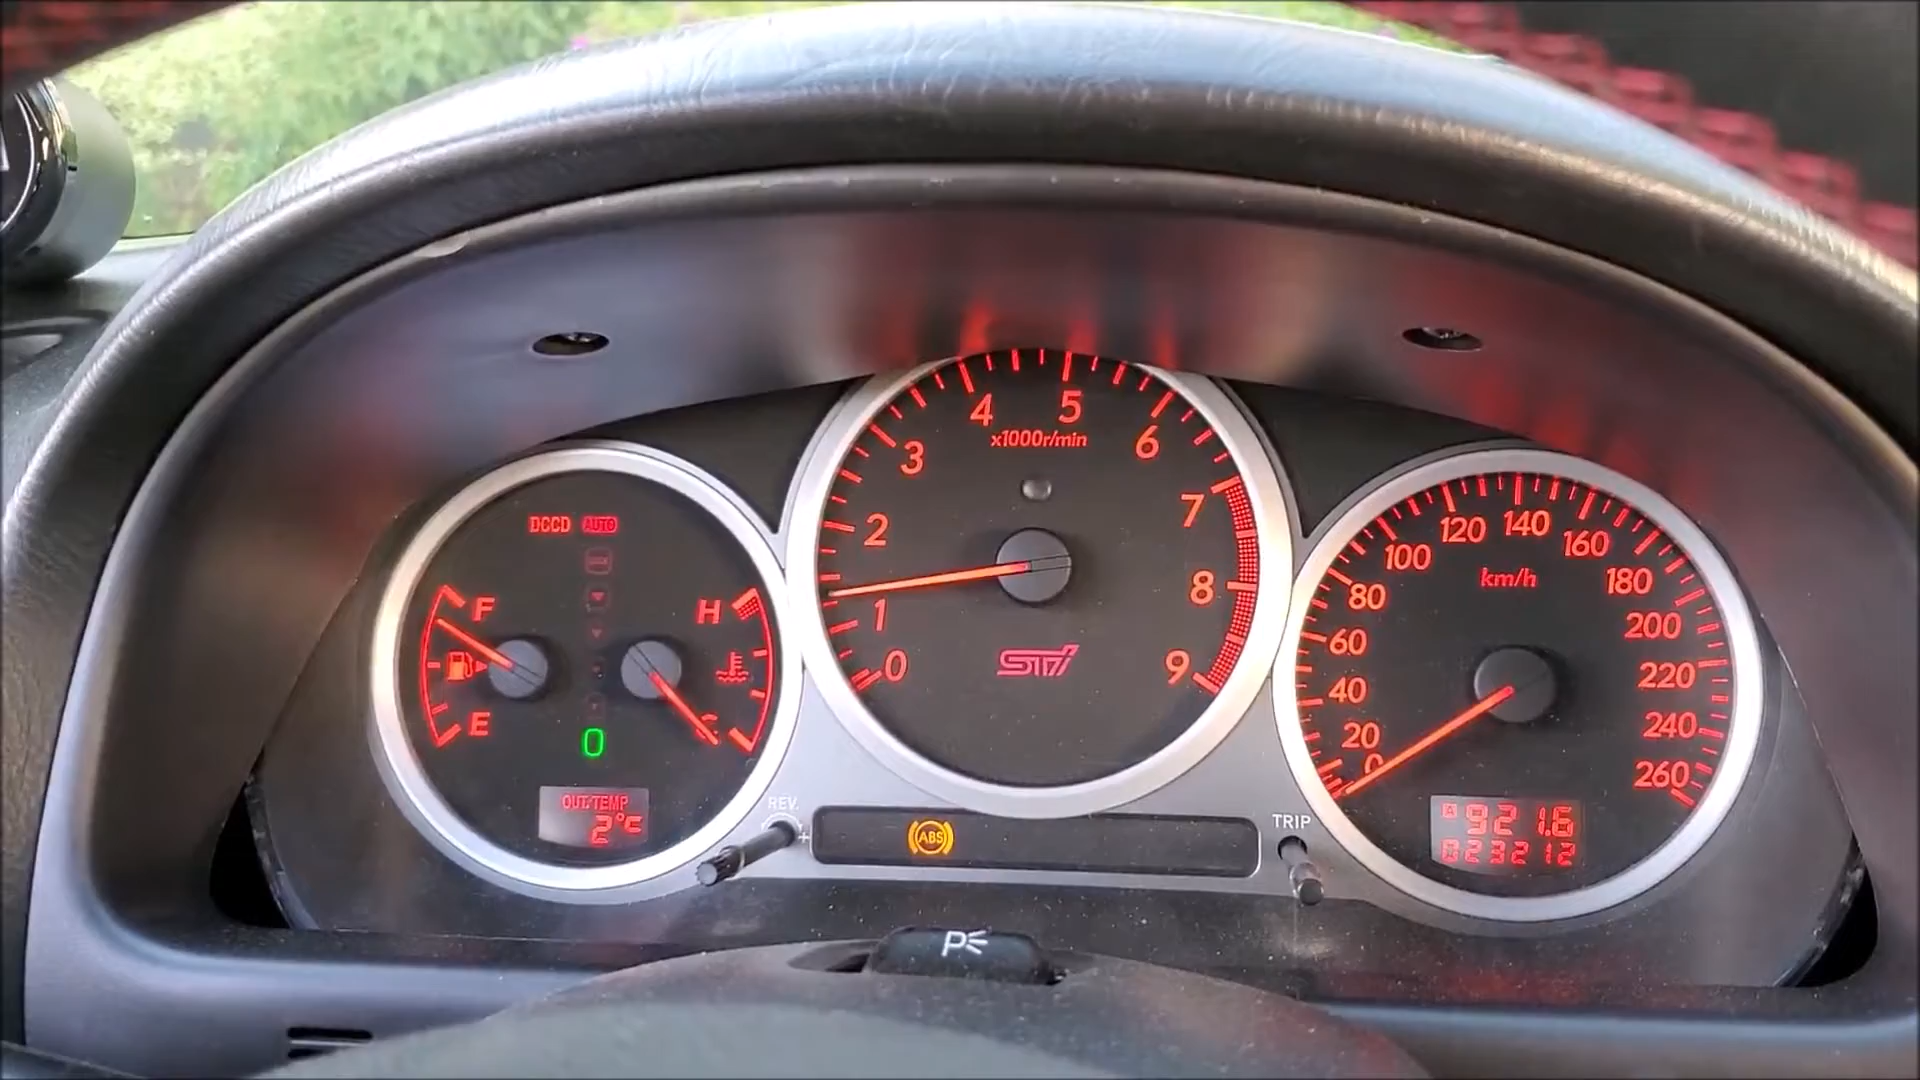 4 5
x1000r/min
3 6
2 7
1 8
0 9
STi
DCCD AUTO
F H
E C
0
OUT.TEMP
2°C
REV.
+
ABS
TRIP
120 140 160
100 180
80 200
60 220
40 240
20 260
0
km/h
A 921.6
023212
P